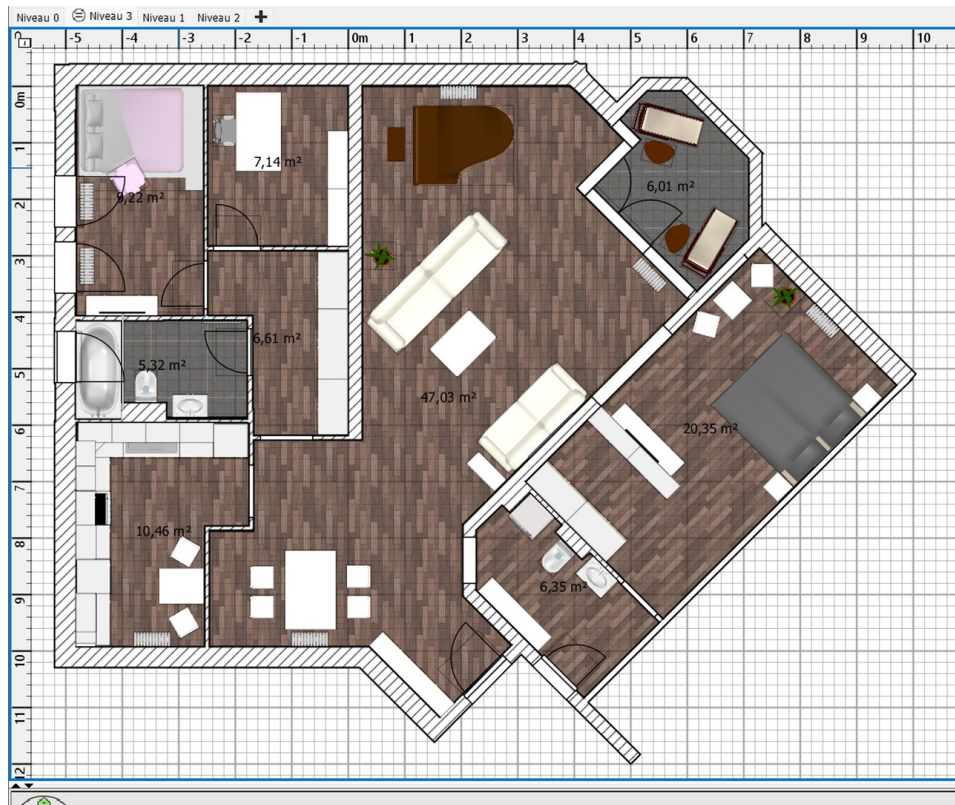 Niveau 0 Niveau 3 Niveau 1 Niveau 2
-5 -4 -3 -2 -1 0m 1 2 3 4 5 6 7 8 9 10
0m
1
2
3
4
5
6
7
8
9
10
11
12
7,14 m²
6,01 m²
9,22 m²
6,61 m²
5,32 m²
47,03 m²
20,35 m²
10,46 m²
6,35 m²